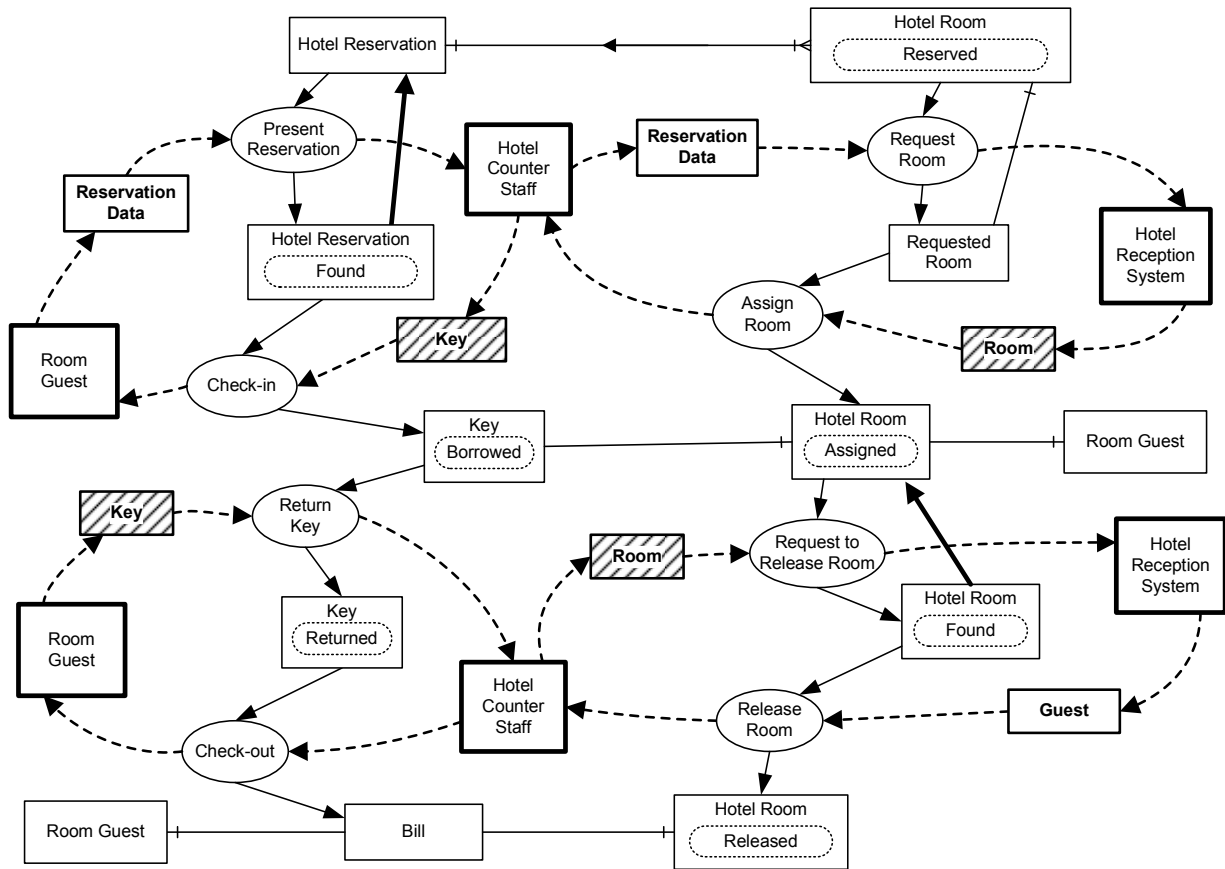 Hotel Room
Hotel Reservation
Reserved
Present
Reservation
Hotel
Counter
Staff
Reservation
Data
Request
Room
Reservation
Data
Hotel Reservation
Found
Requested
Room
Hotel
Reception
System
Assign
Room
Key
Room
Room
Guest
Check-in
Key
Borrowed
Hotel Room
Assigned
Room Guest
Key
Return
Key
Room
Request to
Release Room
Hotel
Reception
System
Key
Returned
Hotel Room
Found
Room
Guest
Hotel
Counter
Staff
Release
Room
Guest
Check-out
Hotel Room
Released
Room Guest
Bill